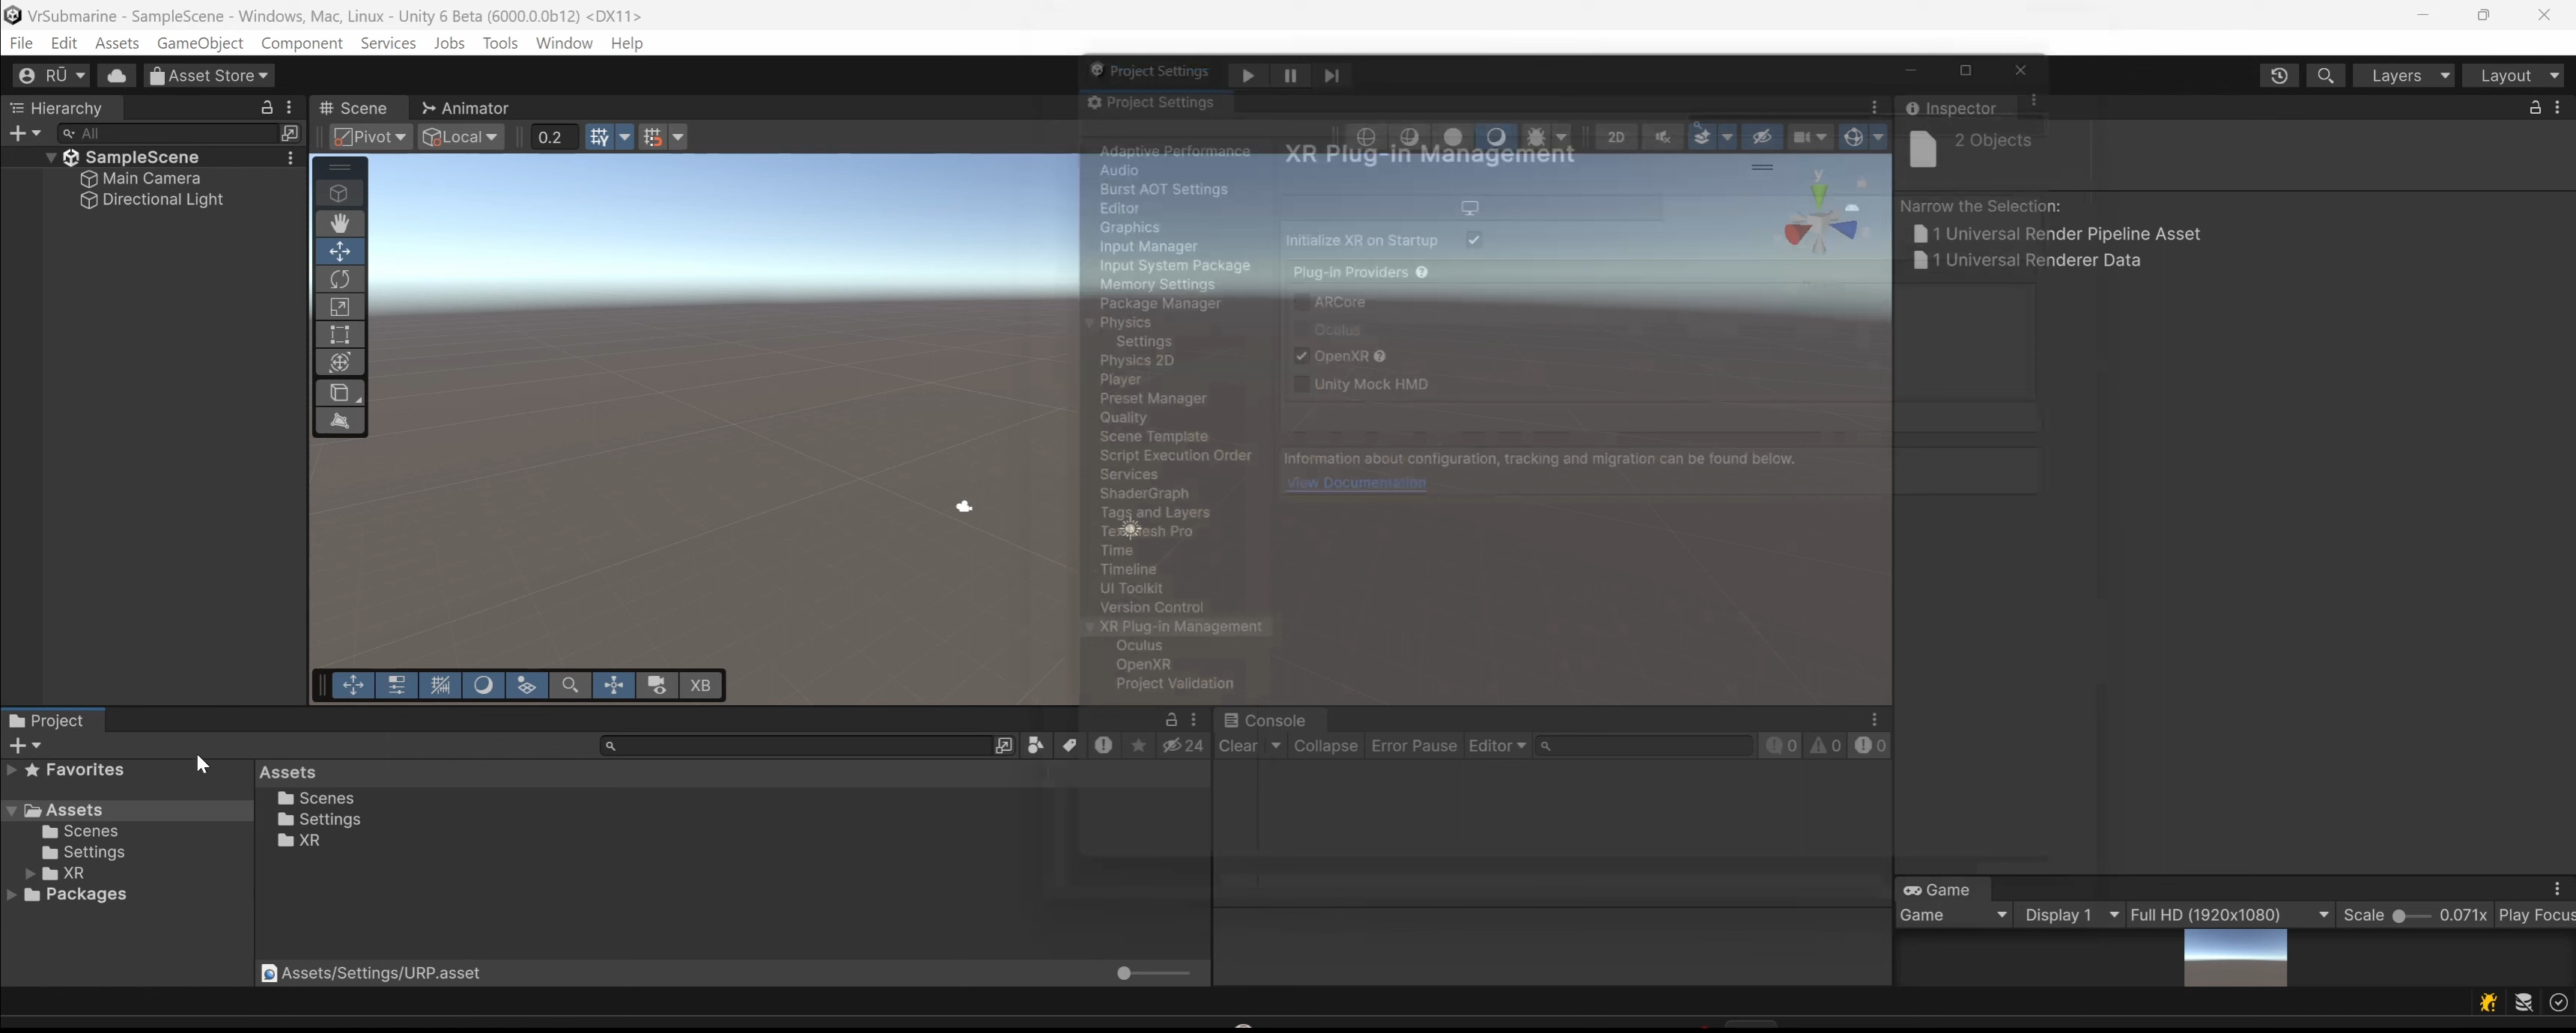 VrSubmarine - SampleScene - Windows, Mac, Linux - Unity 6 Beta (6000.0.0b12) <DX11>
File Edit Assets GameObject Component Services Jobs Tools Window Help
RŪ Asset Store Layers Layout
Hierarchy
All
SampleScene
Main Camera
Directional Light
Scene Animator
Pivot Local 0.2 2D
Project Settings
Project Settings
Adaptive Performance
Audio
Burst AOT Settings
Editor
Graphics
Input Manager
Input System Package
Memory Settings
Package Manager
Physics
Settings
Physics 2D
Player
Preset Manager
Quality
Scene Template
Script Execution Order
Services
ShaderGraph
Tags and Layers
Time
Timeline
UI Toolkit
Version Control
XR Plug-in Management
Oculus
OpenXR
Project Validation
XR Plug-in Management
Initialize XR on Startup
Plug-in Providers
ARCore
Oculus
OpenXR
Unity Mock HMD
Information about configuration, tracking and migration can be found below.
View Documentation
y
XB
Inspector
2 Objects
Narrow the Selection:
1 Universal Render Pipeline Asset
1 Universal Renderer Data
Project
24
Favorites
Assets
Scenes
Settings
XR
Packages
Assets
Scenes
Settings
XR
Assets/Settings/URP.asset
Console
Clear Collapse Error Pause Editor 0 0 0
Game
Game Display 1 Full HD (1920x1080) Scale 0.071x Play Focus